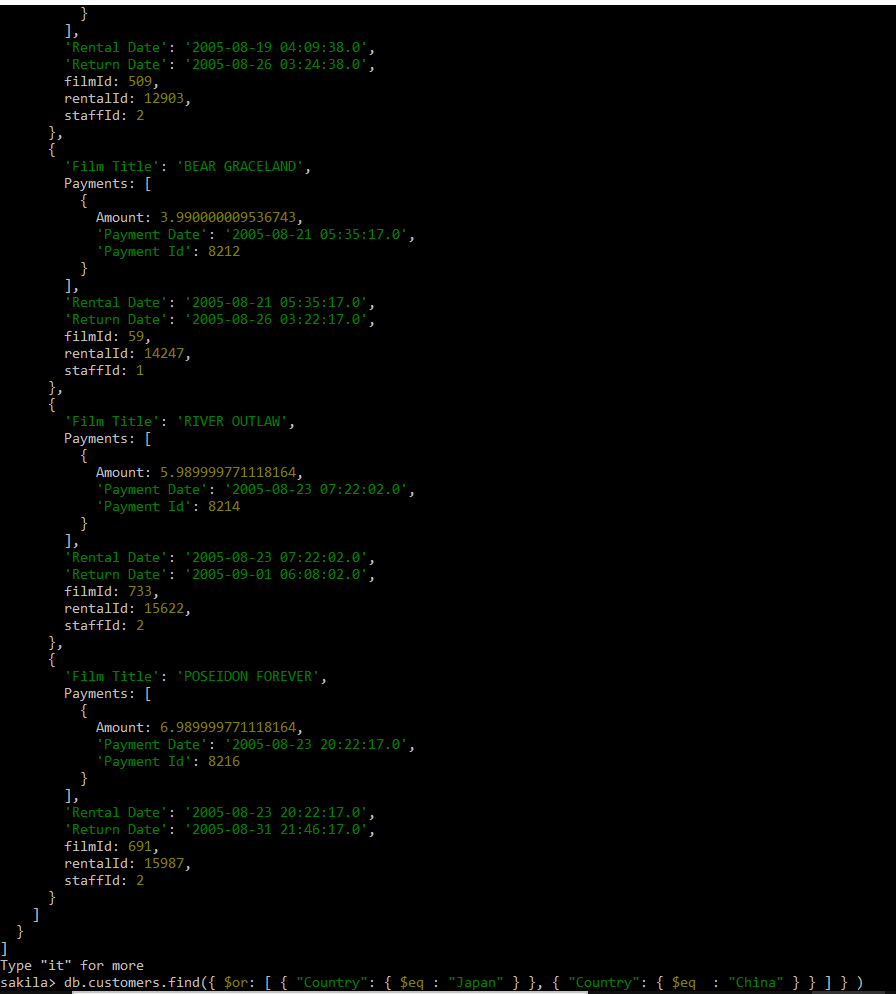 }
],
'Rental Date': '2005-08-19 04:09:38.0',
'Return Date': '2005-08-26 03:24:38.0',
filmId: 509,
rentalId: 12903,
staffId: 2
},
{
'Film Title': 'BEAR GRACELAND',
Payments: [
{
Amount: 3.990000009536743,
'Payment Date': '2005-08-21 05:35:17.0',
'Payment Id': 8212
}
],
'Rental Date': '2005-08-21 05:35:17.0',
'Return Date': '2005-08-26 03:22:17.0',
filmId: 59,
rentalId: 14247,
staffId: 1
},
{
'Film Title': 'RIVER OUTLAW',
Payments: [
{
Amount: 5.989999771118164,
'Payment Date': '2005-08-23 07:22:02.0',
'Payment Id': 8214
}
],
'Rental Date': '2005-08-23 07:22:02.0',
'Return Date': '2005-09-01 06:08:02.0',
filmId: 733,
rentalId: 15622,
staffId: 2
},
{
'Film Title': 'POSEIDON FOREVER',
Payments: [
{
Amount: 6.989999771118164,
'Payment Date': '2005-08-23 20:22:17.0',
'Payment Id': 8216
}
],
'Rental Date': '2005-08-23 20:22:17.0',
'Return Date': '2005-08-31 21:46:17.0',
filmId: 691,
rentalId: 15987,
staffId: 2
}
]
}
]
Type "it" for more
sakila> db.customers.find({ $or: [ { "Country": { $eq : "Japan" } }, { "Country": { $eq  : "China" } } ] } )